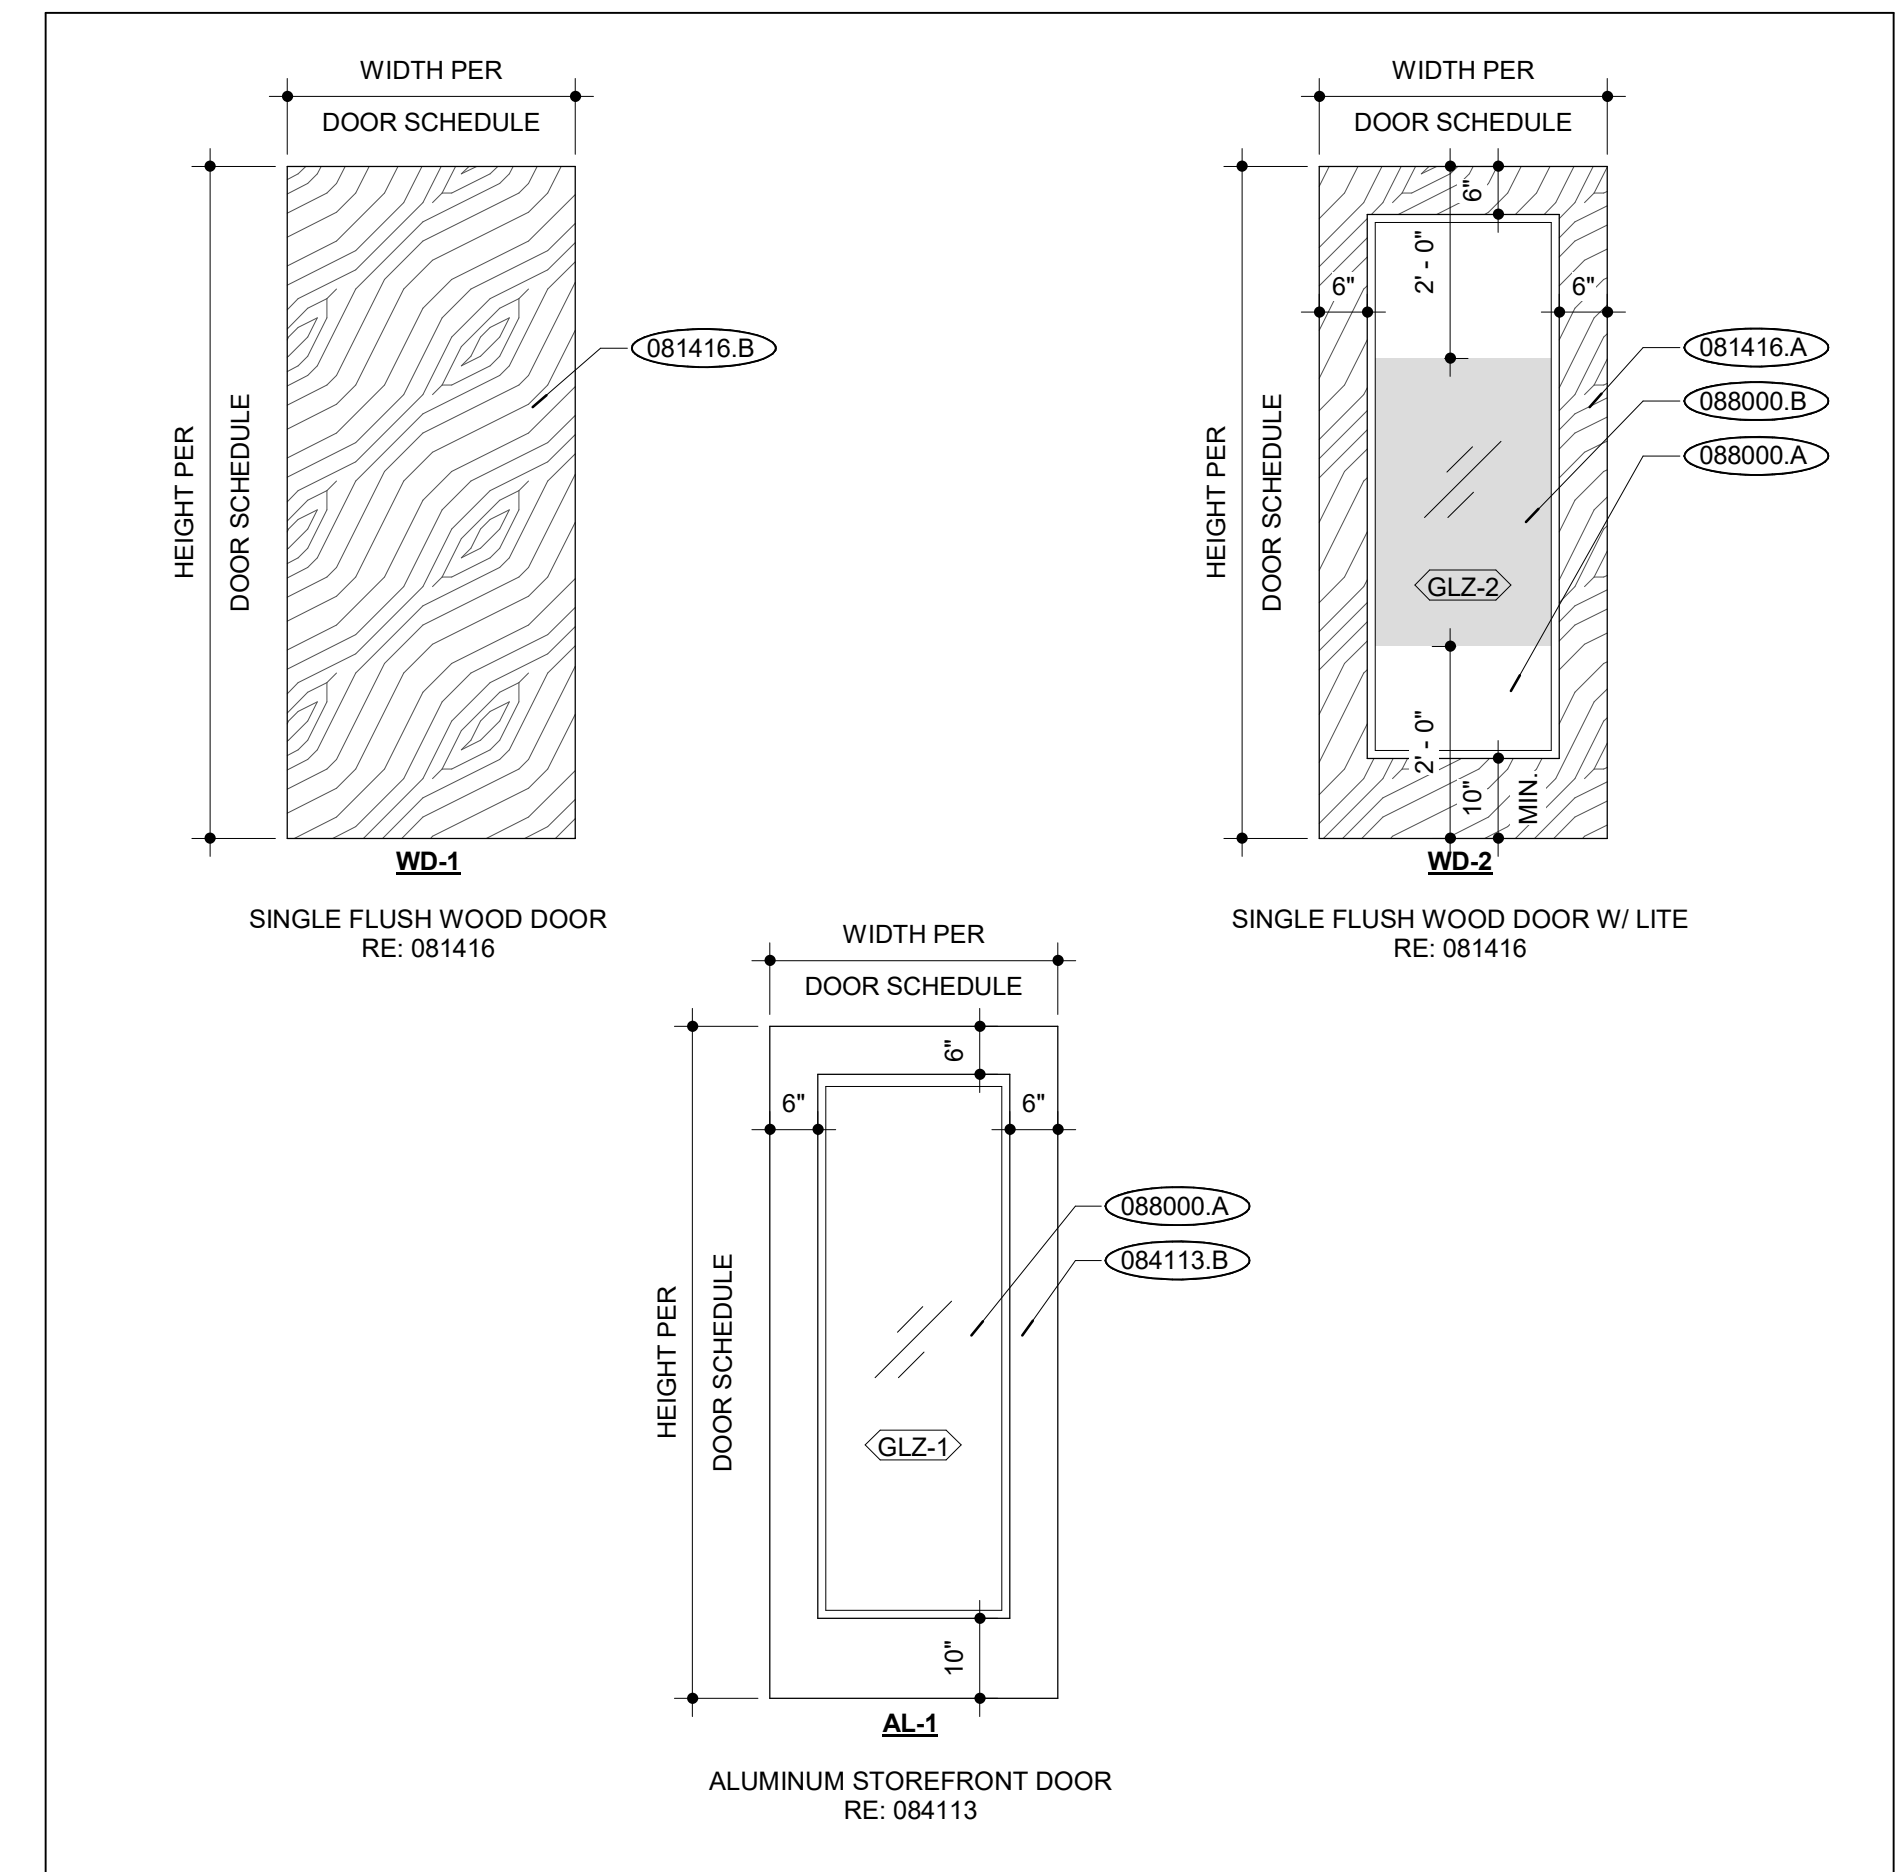 WIDTH PER
DOOR SCHEDULE
HEIGHT PER
DOOR SCHEDULE
081416.B
WD-1
SINGLE FLUSH WOOD DOOR
RE: 081416
WIDTH PER
DOOR SCHEDULE
HEIGHT PER
DOOR SCHEDULE
6"
2' - 0"
6"
6"
081416.A
088000.B
088000.A
GLZ-2
2' - 0"
10"
MIN.
WD-2
SINGLE FLUSH WOOD DOOR W/ LITE
RE: 081416
WIDTH PER
DOOR SCHEDULE
HEIGHT PER
DOOR SCHEDULE
6"
6"
6"
088000.A
084113.B
GLZ-1
10"
AL-1
ALUMINUM STOREFRONT DOOR
RE: 084113